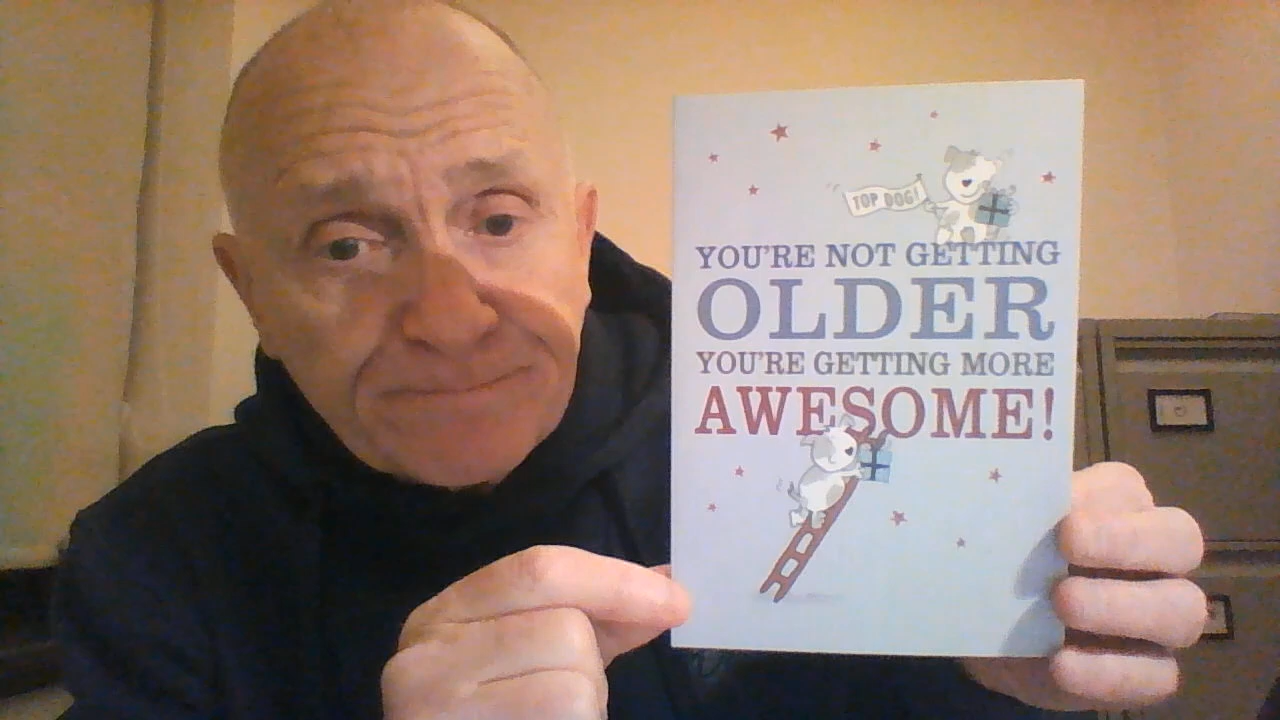 TOP DOG!
YOU'RE NOT GETTING
OLDER
YOU'RE GETTING MORE
AWESOME!